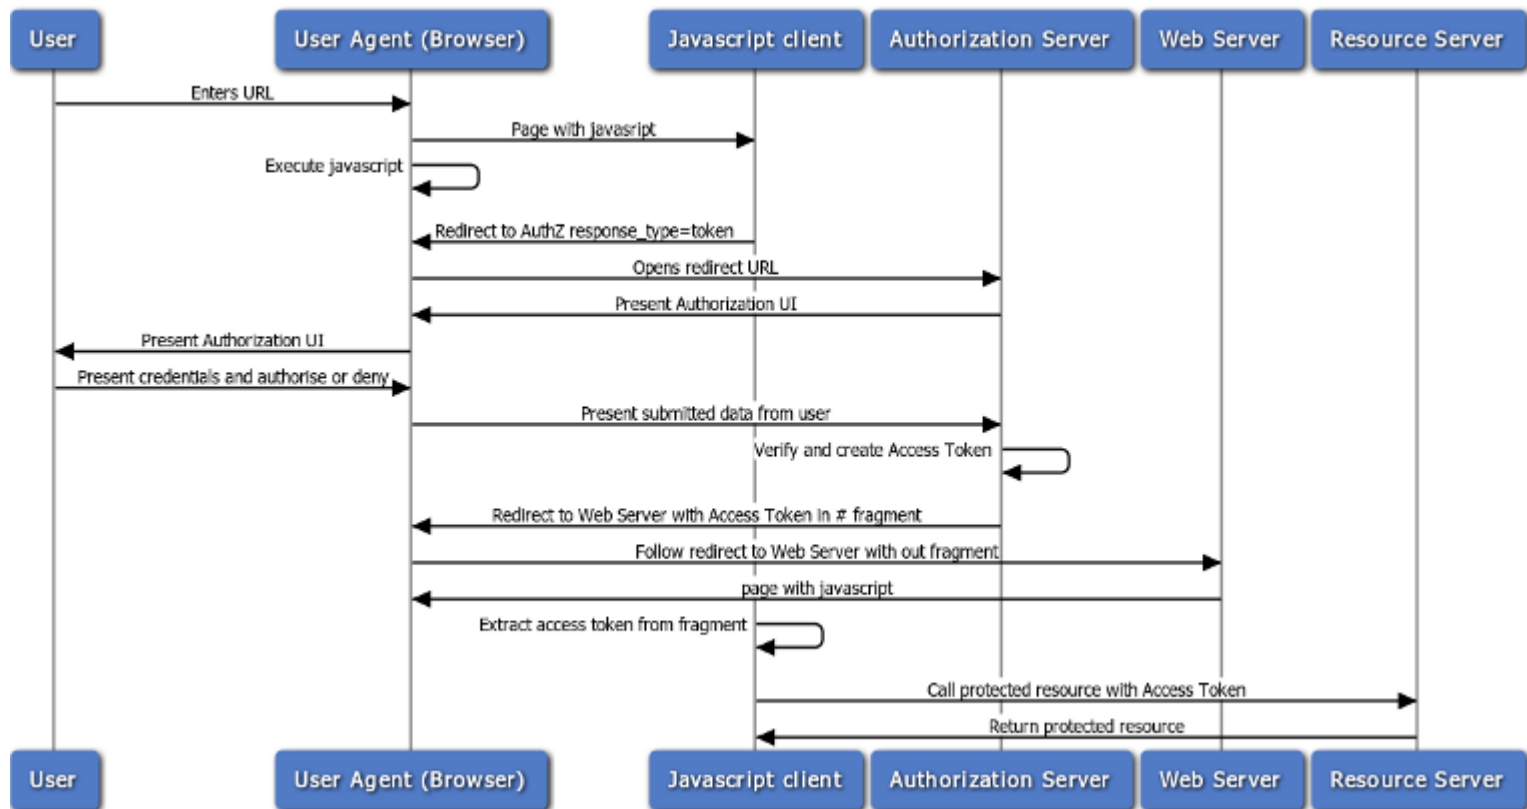 User
User Agent (Browser)
Javascript client
Authorization Server
Web Server
Resource Server
Enters URL
Page with javasript
Execute javascript
Redirect to AuthZ response_type=token
Opens redirect URL
Present Authorization UI
Present Authorization UI
Present credentials and authorise or deny
Present submitted data from user
Verify and create Access Token
Redirect to Web Server with Access Token in # fragment
Follow redirect to Web Server with out fragment
page with javascript
Extract access token from fragment
Call protected resource with Access Token
Return protected resource
User
User Agent (Browser)
Javascript client
Authorization Server
Web Server
Resource Server